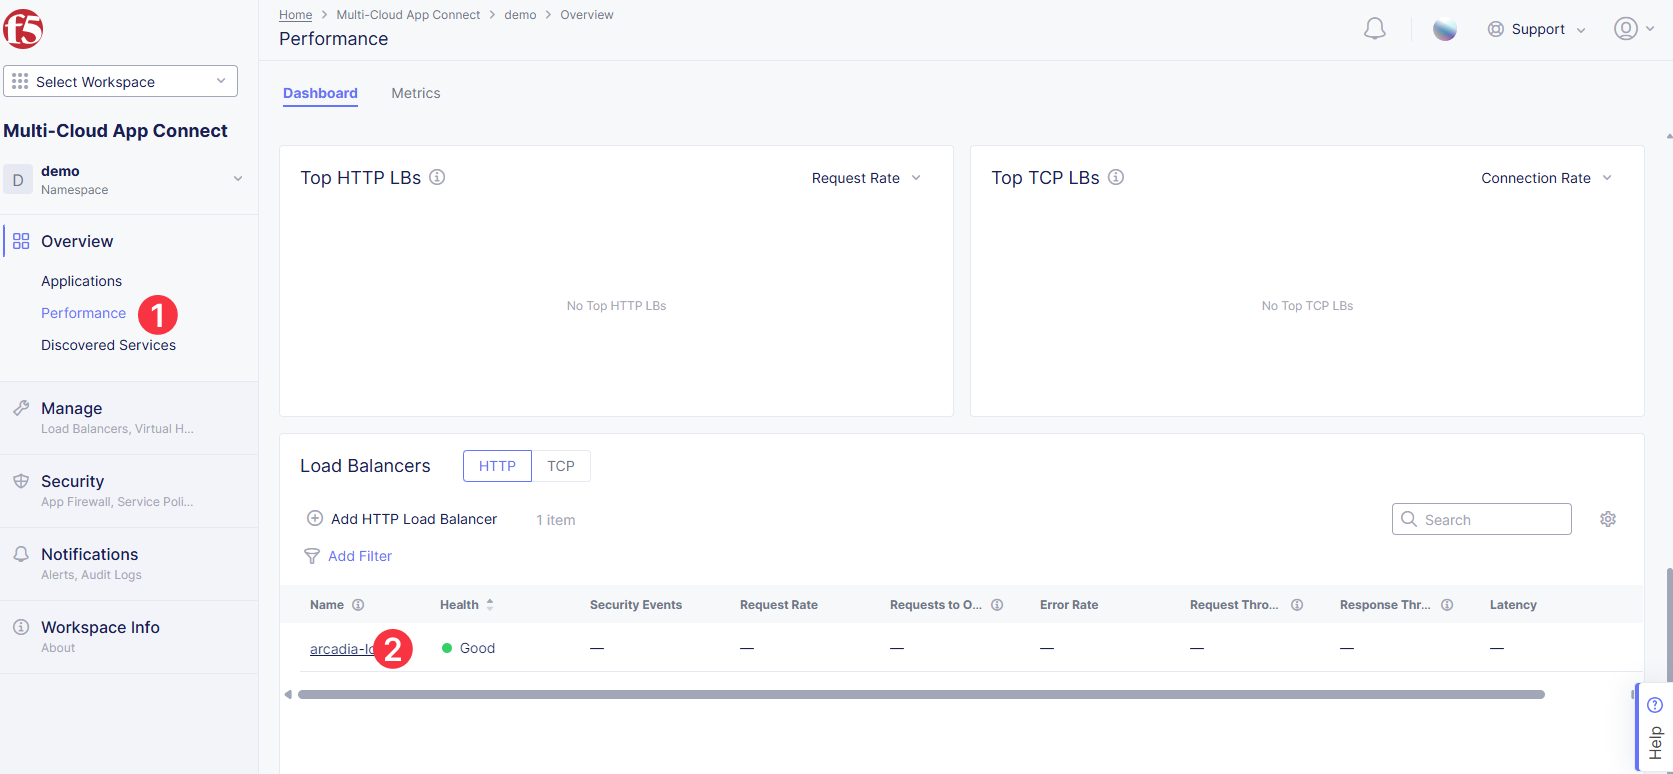 f5
Select Workspace
Multi-Cloud App Connect
D
demo
Namespace
Overview
Applications
Performance
1
Discovered Services
Manage
Load Balancers, Virtual H...
Security
App Firewall, Service Poli...
Notifications
Alerts, Audit Logs
Workspace Info
About
Home > Multi-Cloud App Connect > demo > Overview
Performance
Support
Dashboard Metrics
Top HTTP LBs
Request Rate
No Top HTTP LBs
Top TCP LBs
Connection Rate
No Top TCP LBs
Load Balancers HTTP TCP
Add HTTP Load Balancer 1 item
Search
Add Filter
Name Health Security Events Request Rate Requests to O... Error Rate Request Thro... Response Thr... Latency
arcadia-lo 2 Good — — — — — — —
Help